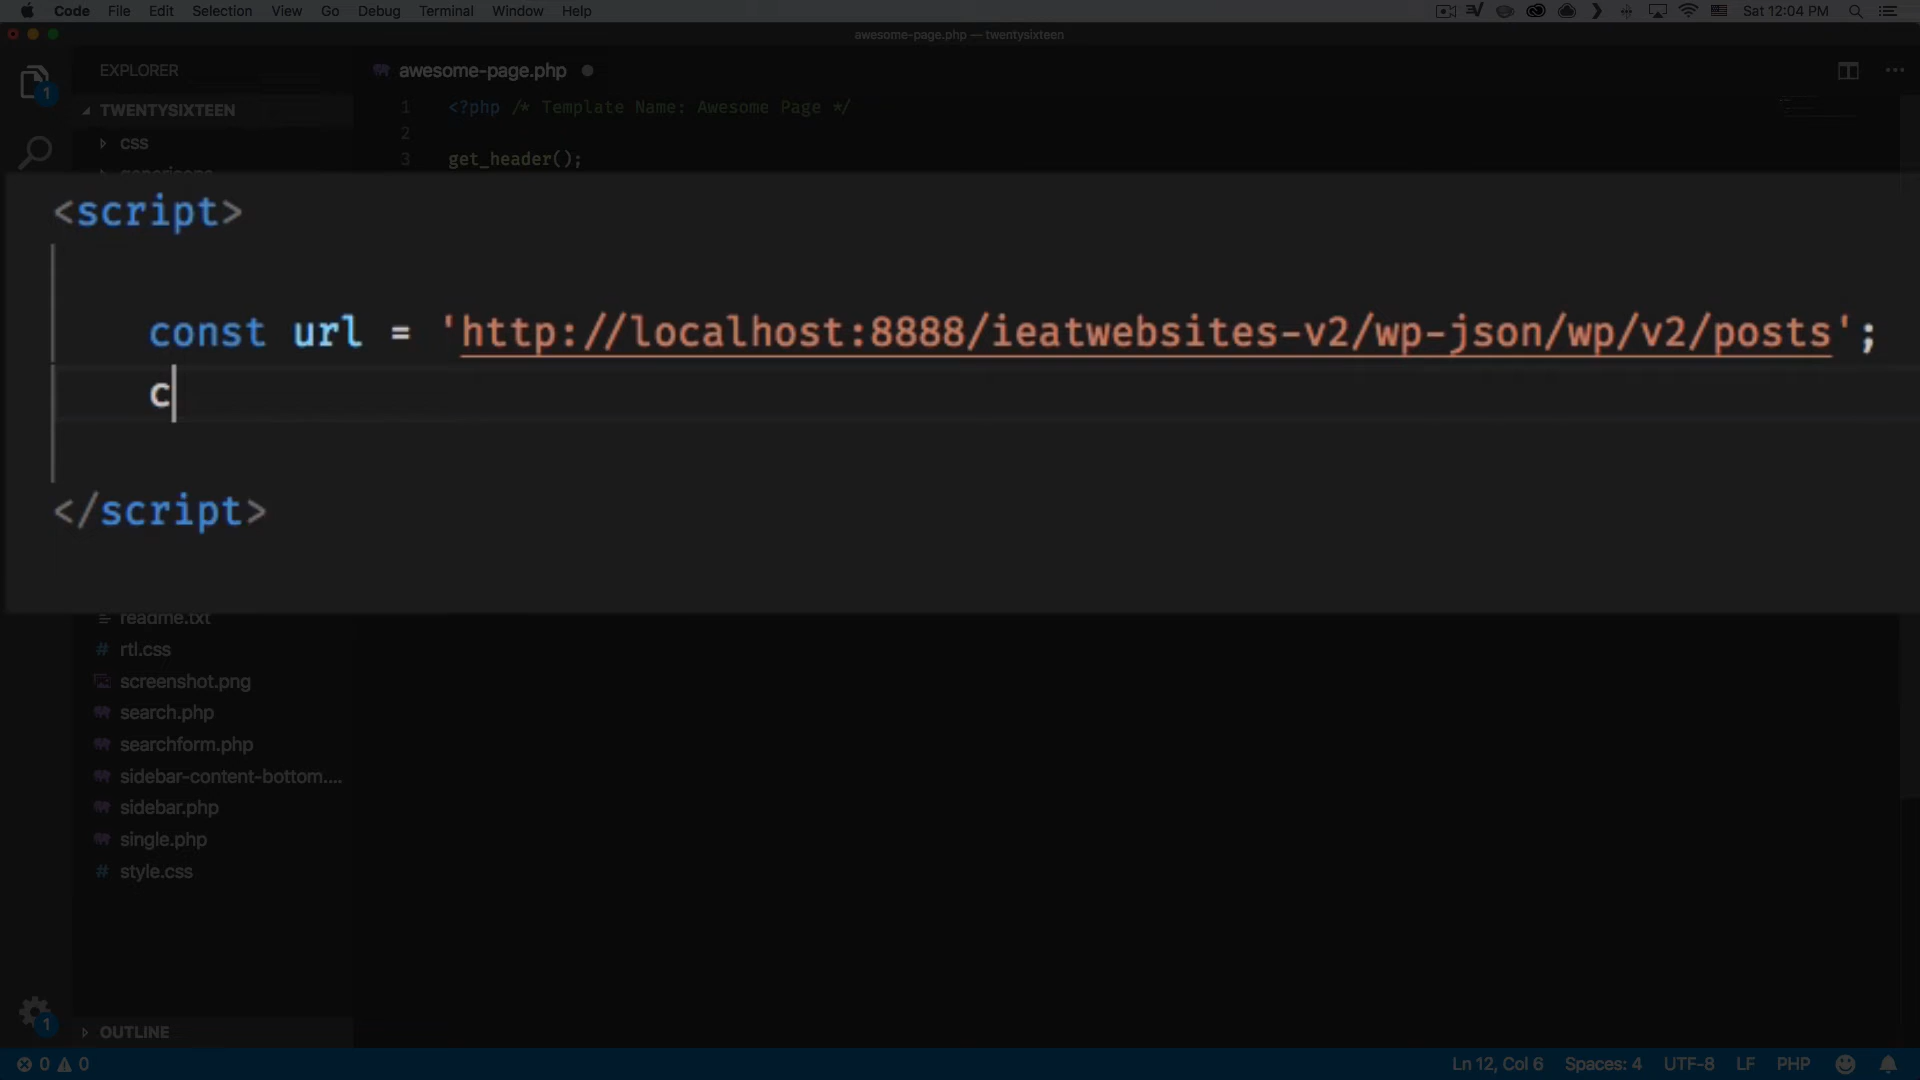 Code File Edit Selection View Go Debug Terminal Window Help Sat 12:04 PM
awesome-page.php — twentysixteen
EXPLORER
awesome-page.php
TWENTYSIXTEEN
css
1 <?php /* Template Name: Awesome Page */
2
3 get_header();
<script>
const url = 'http://localhost:8888/ieatwebsites-v2/wp-json/wp/v2/posts';
c
</script>
readme.txt
rtl.css
screenshot.png
search.php
searchform.php
sidebar-content-bottom....
sidebar.php
single.php
style.css
OUTLINE
1
1
0 0 Ln 12, Col 6 Spaces: 4 UTF-8 LF PHP